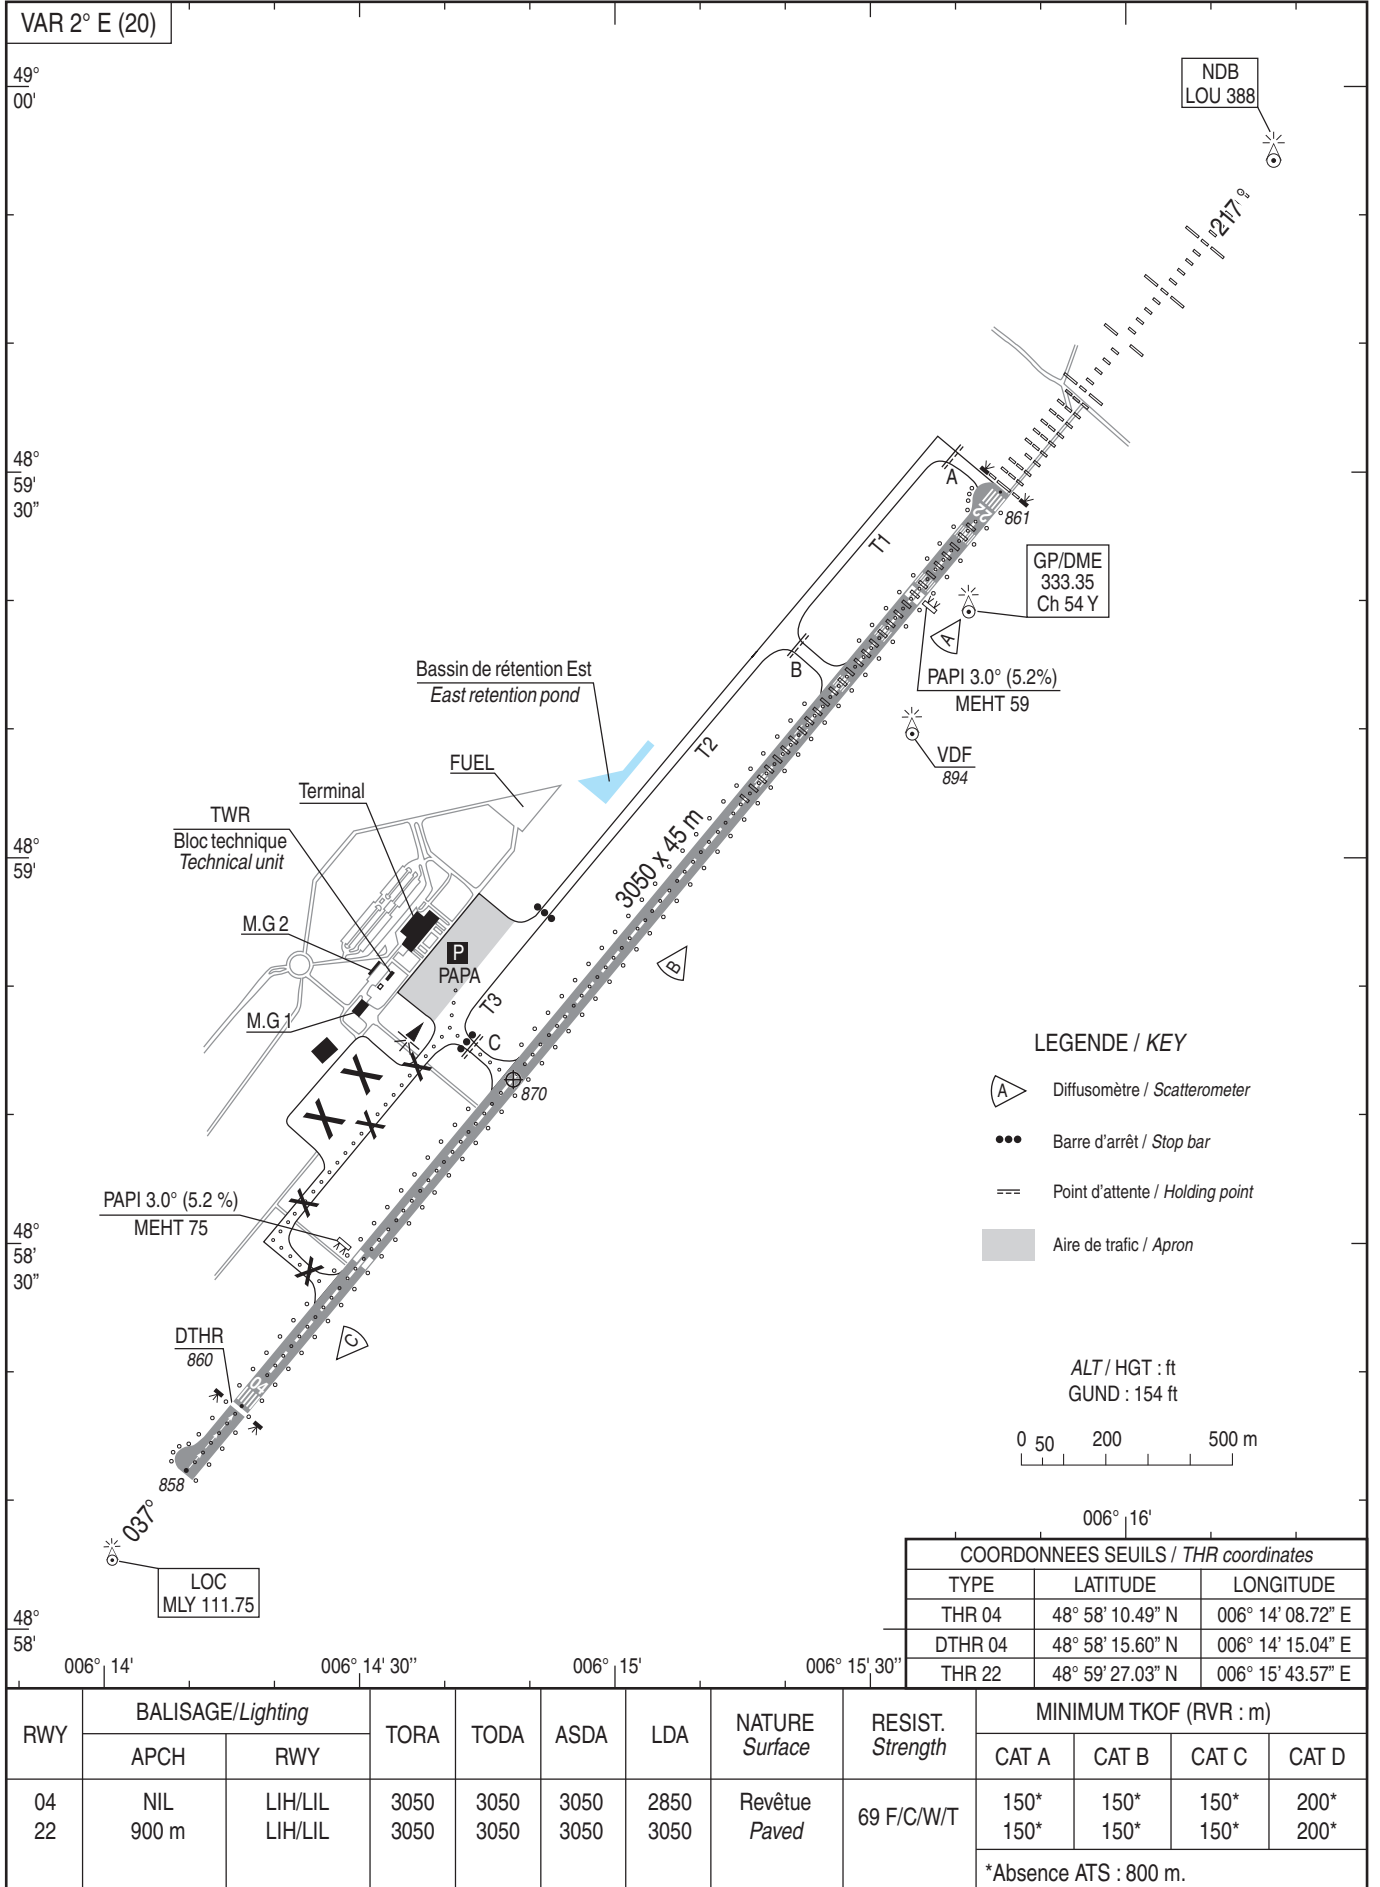 VAR 2° E (20)
49°
00'
NDB
LOU 388
217°
48°
59'
30”
A
22
861
T1
GP/DME
333.35
Ch 54 Y
A
B
PAPI 3.0° (5.2%)
MEHT 59
Bassin de rétention Est
East retention pond
T2
VDF
894
FUEL
Terminal
TWR
Bloc technique
Technical unit
48°
59'
3050 x 45 m
M.G 2
P
PAPA
B
T3
M.G 1
C
870
LEGENDE / KEY
A Diffusomètre / Scatterometer
Barre d'arrêt / Stop bar
Point d'attente / Holding point
Aire de trafic / Apron
PAPI 3.0° (5.2 %)
MEHT 75
48°
58'
30”
C
DTHR
860
04
ALT / HGT : ft
GUND : 154 ft
0 50 200 500 m
858
037°
006° 16'
LOC
MLY 111.75
48°
58'
006° 14' 006° 14' 30” 006° 15' 006° 15' 30”
COORDONNEES SEUILS / THR coordinates
TYPE LATITUDE LONGITUDE
THR 04 48° 58' 10.49” N 006° 14' 08.72” E
DTHR 04 48° 58' 15.60” N 006° 14' 15.04” E
THR 22 48° 59' 27.03” N 006° 15' 43.57” E
RWY BALISAGE/Lighting TORA TODA ASDA LDA NATURE Surface RESIST. Strength MINIMUM TKOF (RVR : m)
APCH RWY CAT A CAT B CAT C CAT D
04 NIL LIH/LIL 3050 3050 3050 2850 Revêtue 69 F/C/W/T 150* 150* 150* 200*
22 900 m LIH/LIL 3050 3050 3050 3050 Paved 150* 150* 150* 200*
*Absence ATS : 800 m.